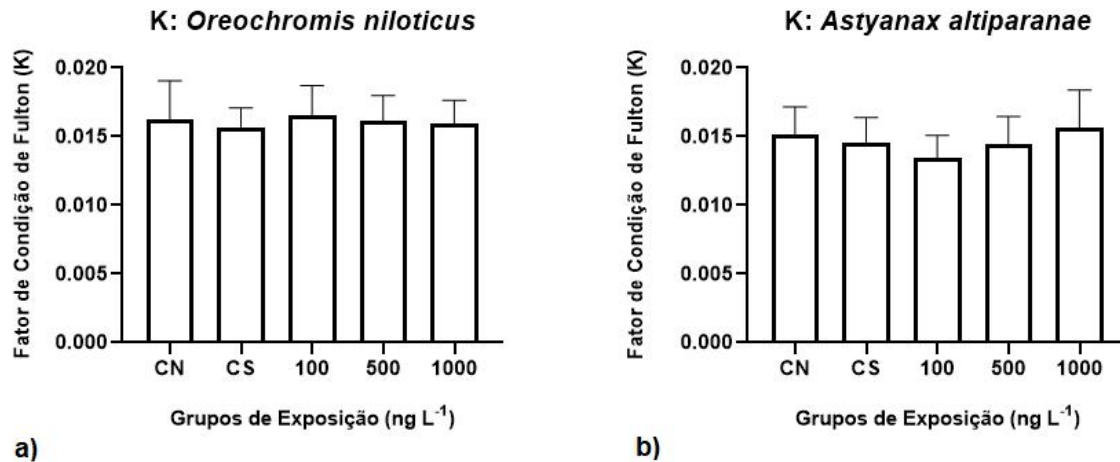 K: Oreochromis niloticus
Fator de Condição de Fulton (K)
0.020
0.015
0.010
0.005
0.000
CN CS 100 500 1000
Grupos de Exposição (ng L⁻¹)
a)
K: Astyanax altiparanae
Fator de Condição de Fulton (K)
0.020
0.015
0.010
0.005
0.000
CN CS 100 500 1000
Grupos de Exposição (ng L⁻¹)
b)